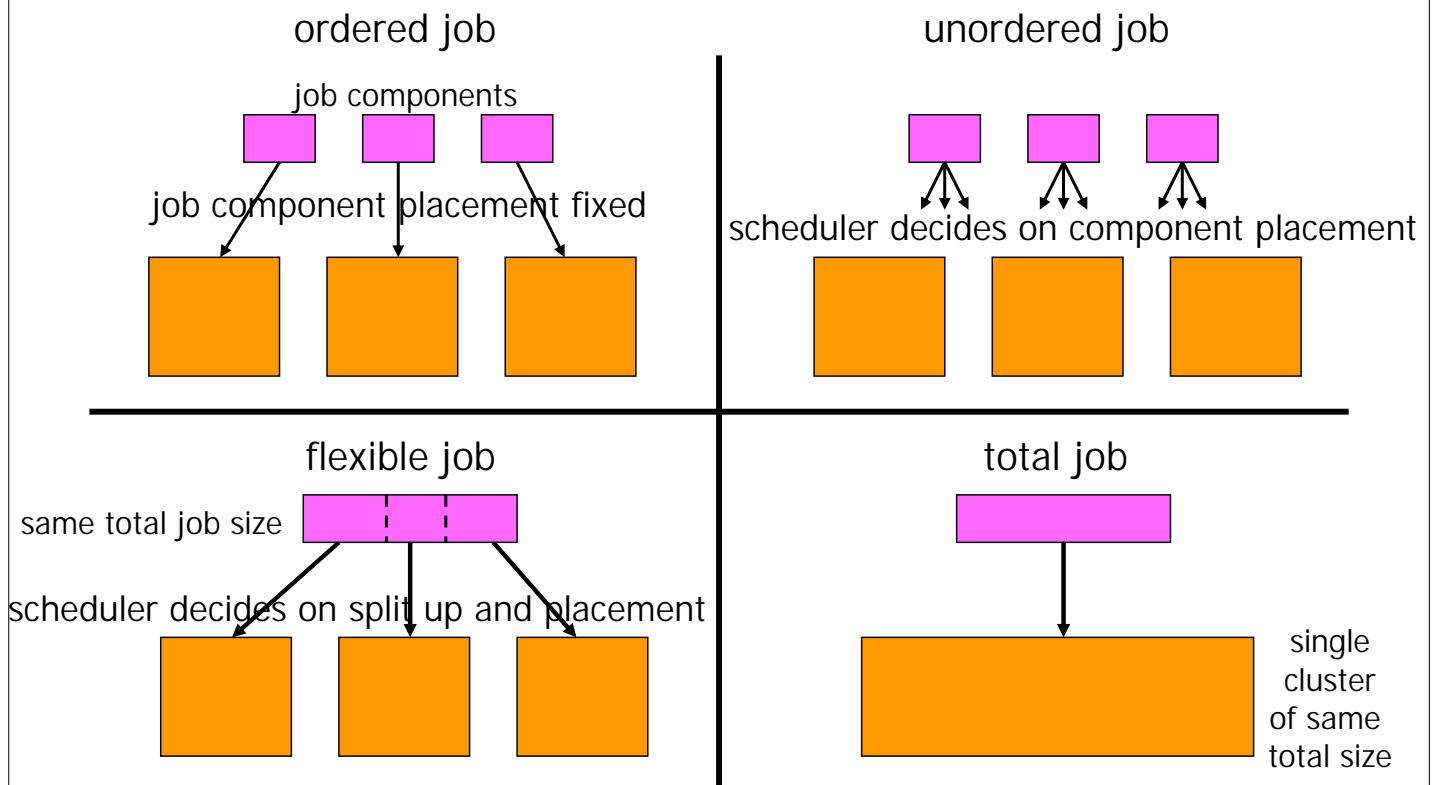 ordered job
job components
job component placement fixed
unordered job
scheduler decides on component placement
flexible job
same total job size
scheduler decides on split up and placement
total job
single
cluster
of same
total size